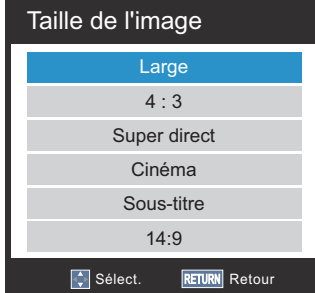 Taille de l'image
Large
4 : 3
Super direct
Cinéma
Sous-titre
14:9
Sélect. RETURN Retour